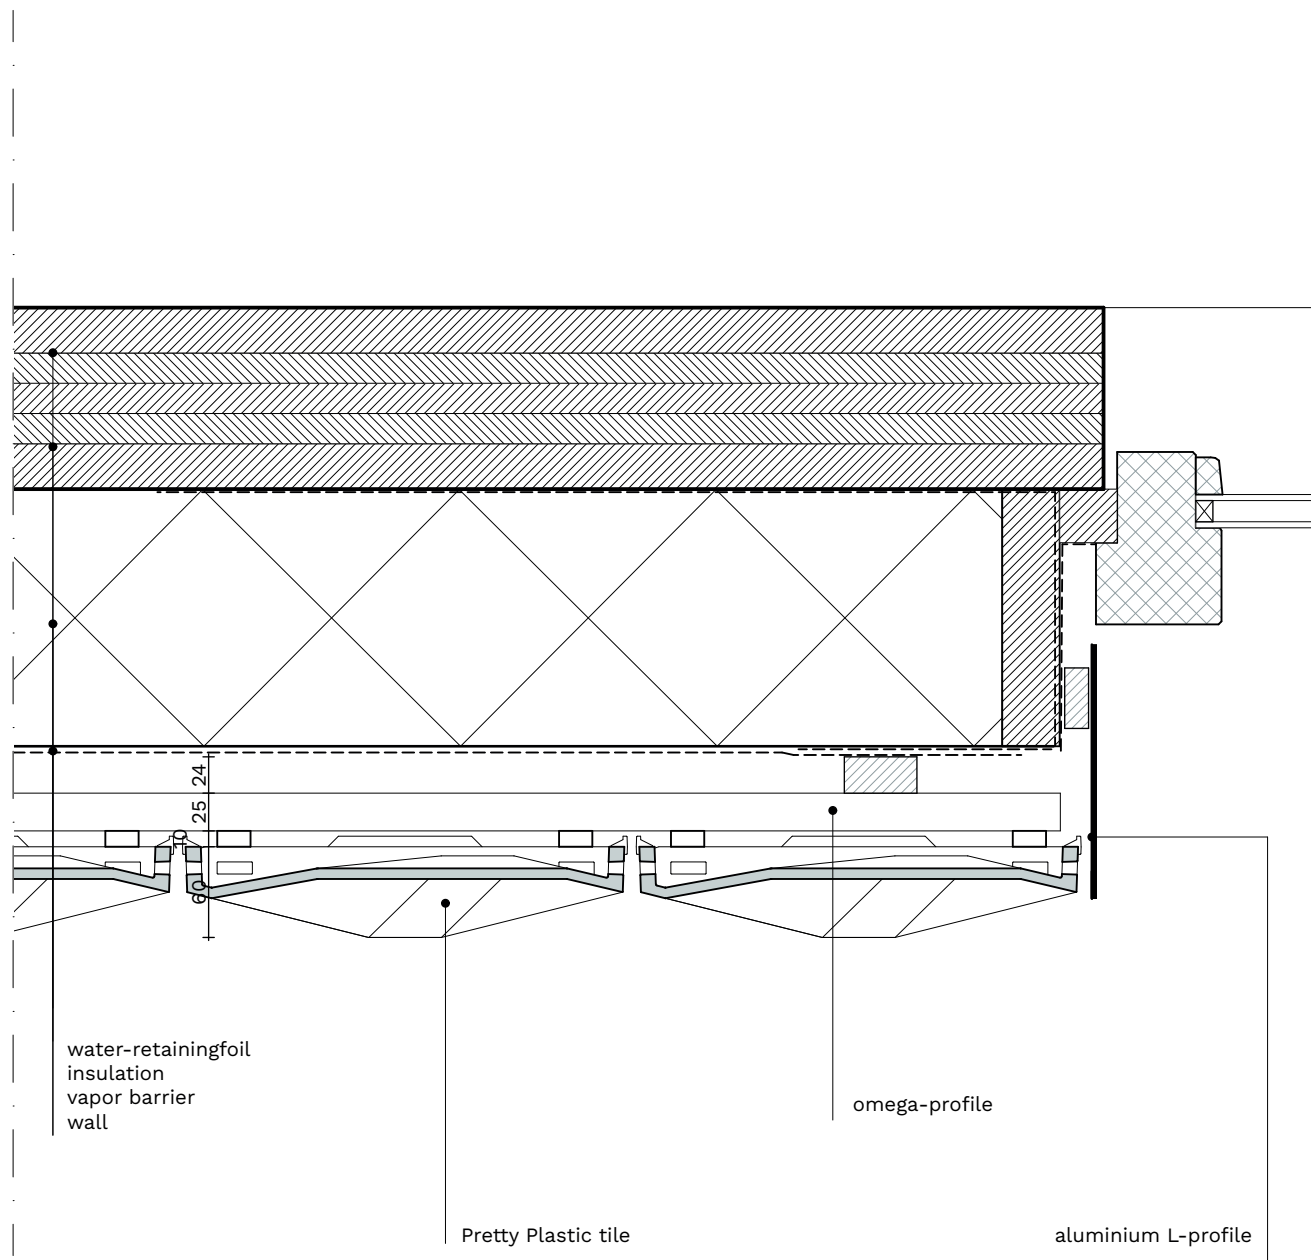 24
25
10
60
water-retainingfoil
insulation
vapor barrier
wall
omega-profile
Pretty Plastic tile
aluminium L-profile